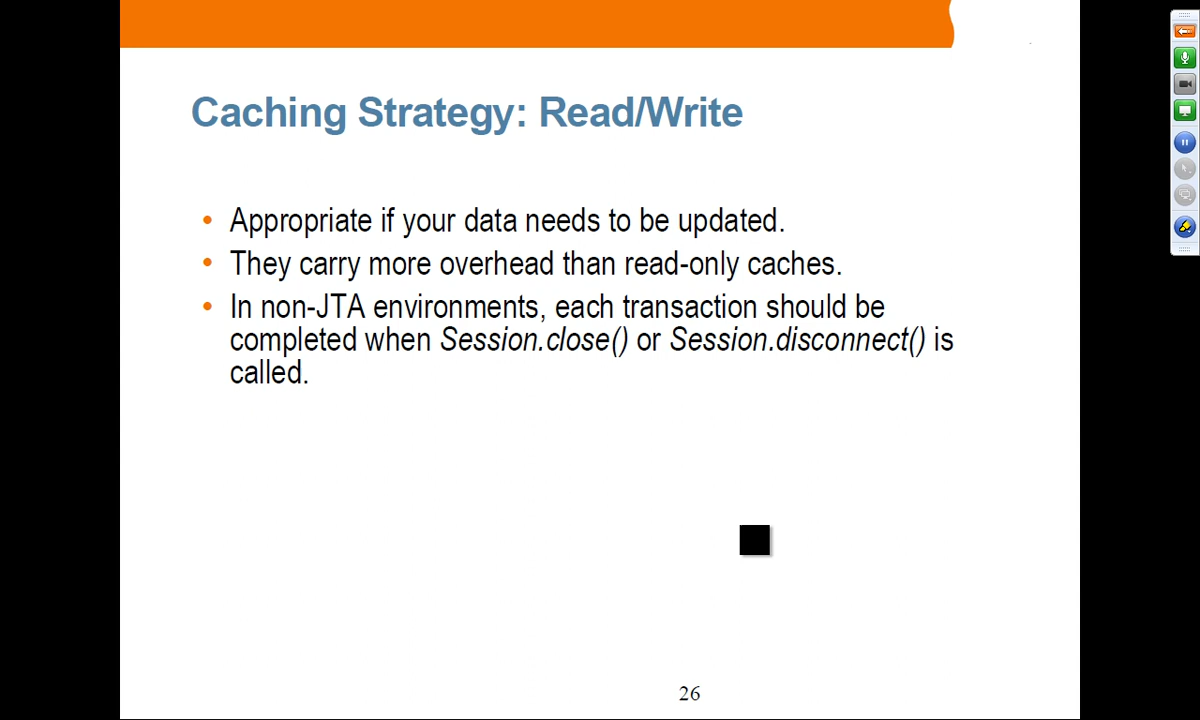 Caching Strategy: Read/Write
• Appropriate if your data needs to be updated.
• They carry more overhead than read-only caches.
• In non-JTA environments, each transaction should be
completed when Session.close() or Session.disconnect() is
called.
26